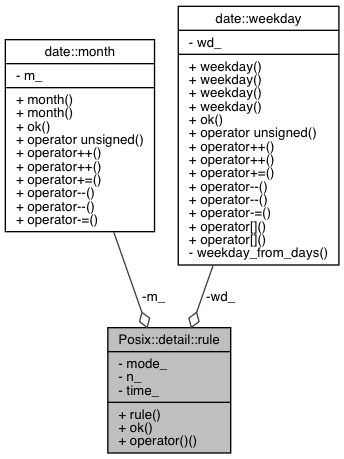 date::month
- m_
+ month()
+ month()
+ ok()
+ operator unsigned()
+ operator++()
+ operator++()
+ operator+=()
+ operator--()
+ operator--()
+ operator-=()
date::weekday
- wd_
+ weekday()
+ weekday()
+ weekday()
+ weekday()
+ ok()
+ operator unsigned()
+ operator++()
+ operator++()
+ operator+=()
+ operator--()
+ operator--()
+ operator-=()
+ operator[]()
+ operator[]()
- weekday_from_days()
-m_
-wd_
Posix::detail::rule
- mode_
- n_
- time_
+ rule()
+ ok()
+ operator()()